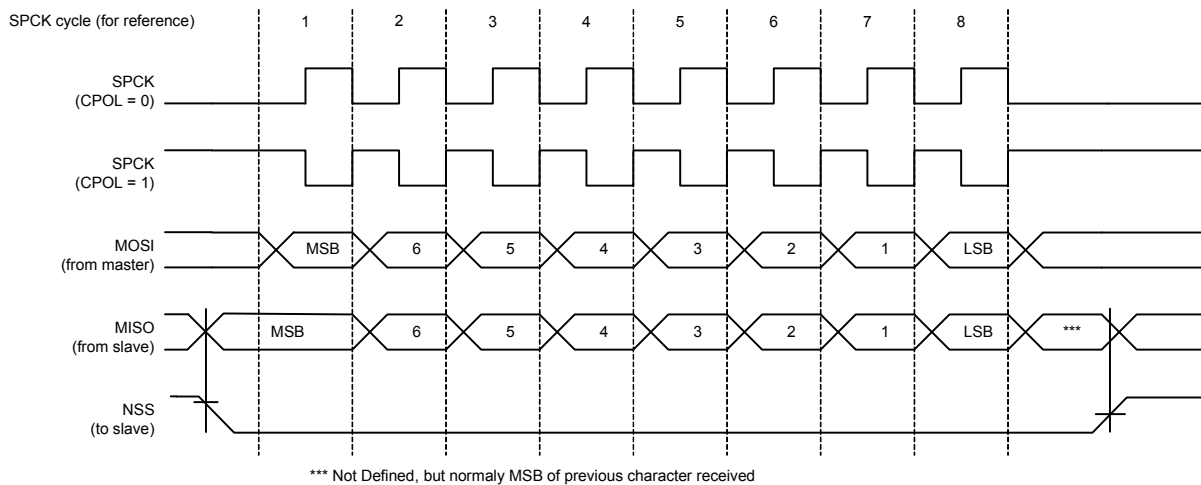 SPCK cycle (for reference) 1 2 3 4 5 6 7 8
SPCK
(CPOL = 0)
SPCK
(CPOL = 1)
MOSI
(from master)
MSB 6 5 4 3 2 1 LSB
MISO
(from slave)
MSB 6 5 4 3 2 1 LSB ***
NSS
(to slave)
*** Not Defined, but normaly MSB of previous character received